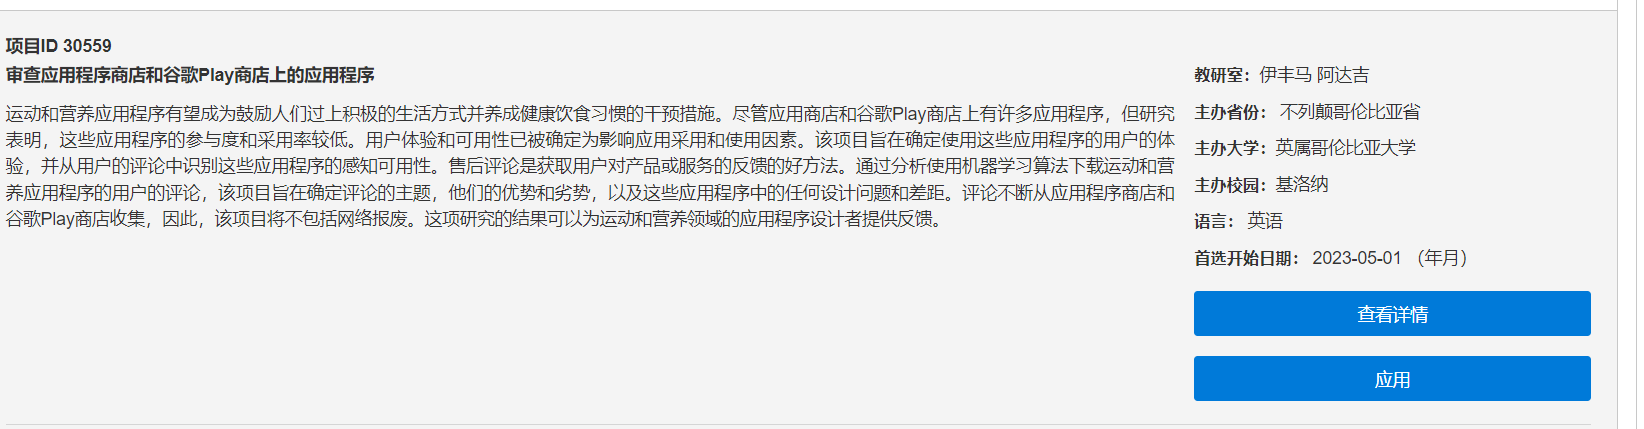 项目ID 30559
审查应用程序商店和谷歌Play商店上的应用程序
运动和营养应用程序有望成为鼓励人们过上积极的生活方式并养成健康饮食习惯的干预措施。尽管应用商店和谷歌Play商店上有许多应用程序，但研究
表明，这些应用程序的参与度和采用率较低。用户体验和可用性已被确定为影响应用采用和使用因素。该项目旨在确定使用这些应用程序的用户的体
验，并从用户的评论中识别这些应用程序的感知可用性。售后评论是获取用户对产品或服务的反馈的好方法。通过分析使用机器学习算法下载运动和营
养应用程序的用户的评论，该项目旨在确定评论的主题，他们的优势和劣势，以及这些应用程序中的任何设计问题和差距。评论不断从应用程序商店和
谷歌Play商店收集，因此，该项目将不包括网络报废。这项研究的结果可以为运动和营养领域的应用程序设计者提供反馈。
教研室：伊丰马 阿达吉
主办省份： 不列颠哥伦比亚省
主办大学：英属哥伦比亚大学
主办校园：基洛纳
语言： 英语
首选开始日期： 2023-05-01 （年月）
查看详情
应用